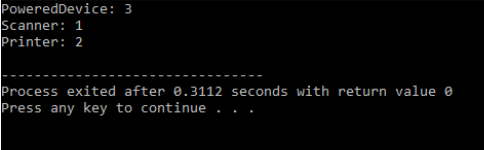 PoweredDevice: 3
Scanner: 1
Printer: 2
--------------------------------
Process exited after 0.3112 seconds with return value 0
Press any key to continue . . .